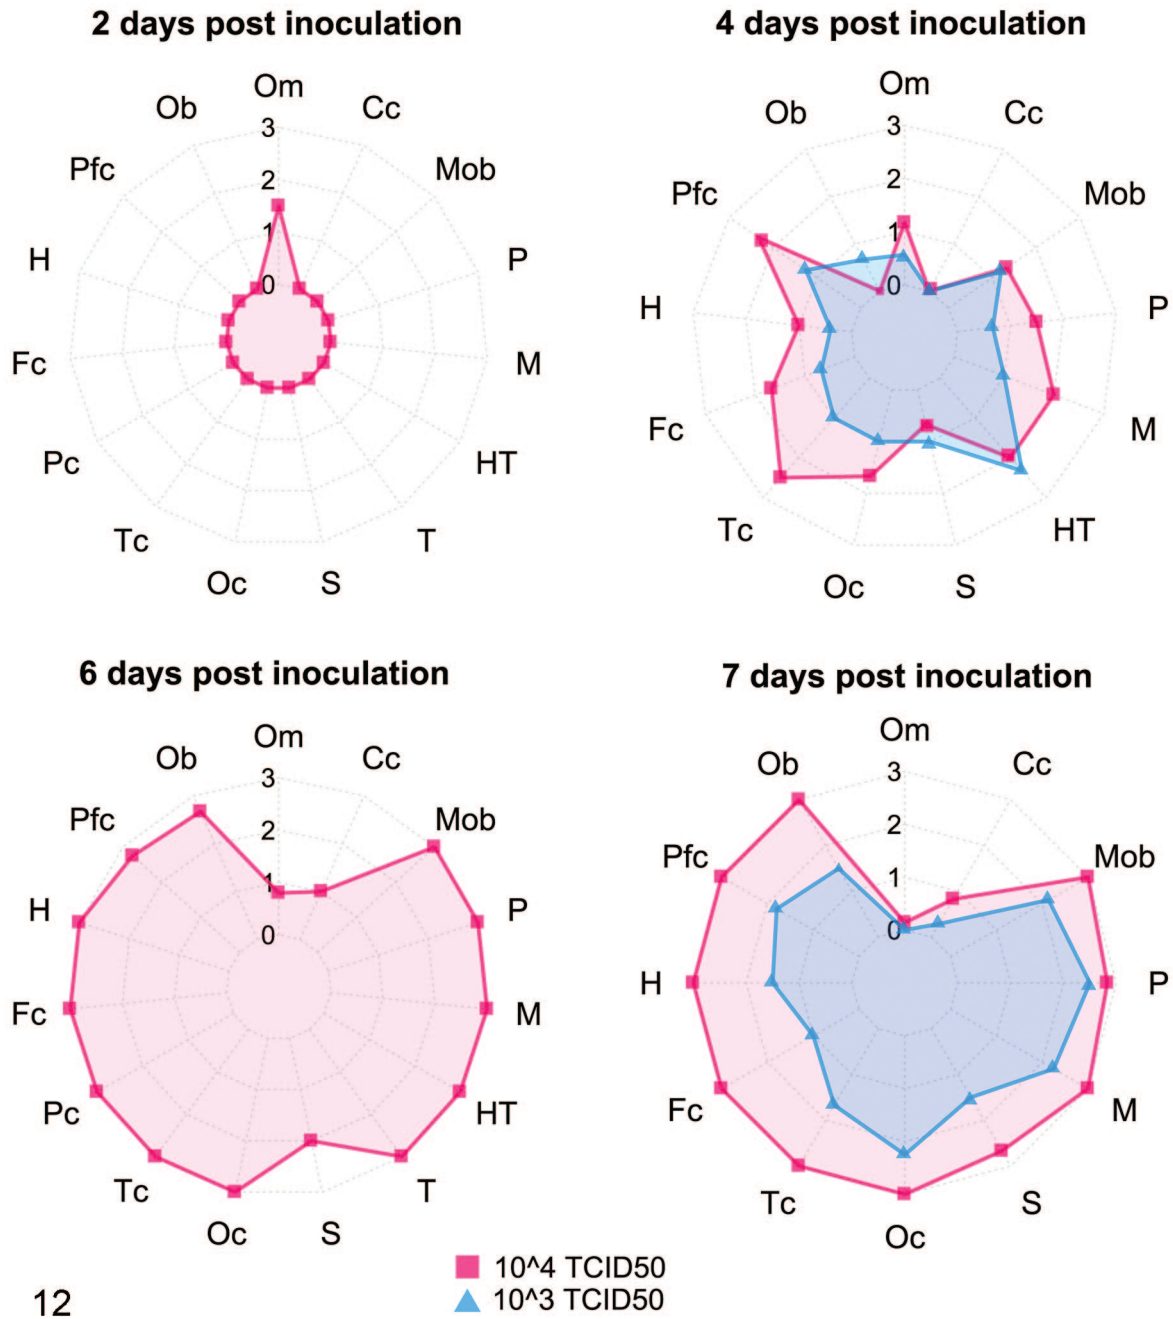 2 days post inoculation
Om
Ob
Cc
Pfc
Mob
H
P
Fc
M
Pc
HT
Tc
T
Oc
S
3
2
1
0
4 days post inoculation
Om
Ob
Cc
Pfc
Mob
H
P
Fc
M
Tc
HT
Oc
S
3
2
1
0
6 days post inoculation
Om
Ob
Cc
Pfc
Mob
H
P
Fc
M
Pc
HT
Tc
T
Oc
S
3
2
1
0
7 days post inoculation
Om
Ob
Cc
Pfc
Mob
H
P
Fc
M
Tc
S
Oc
3
2
1
0
10^4 TCID50
10^3 TCID50
12